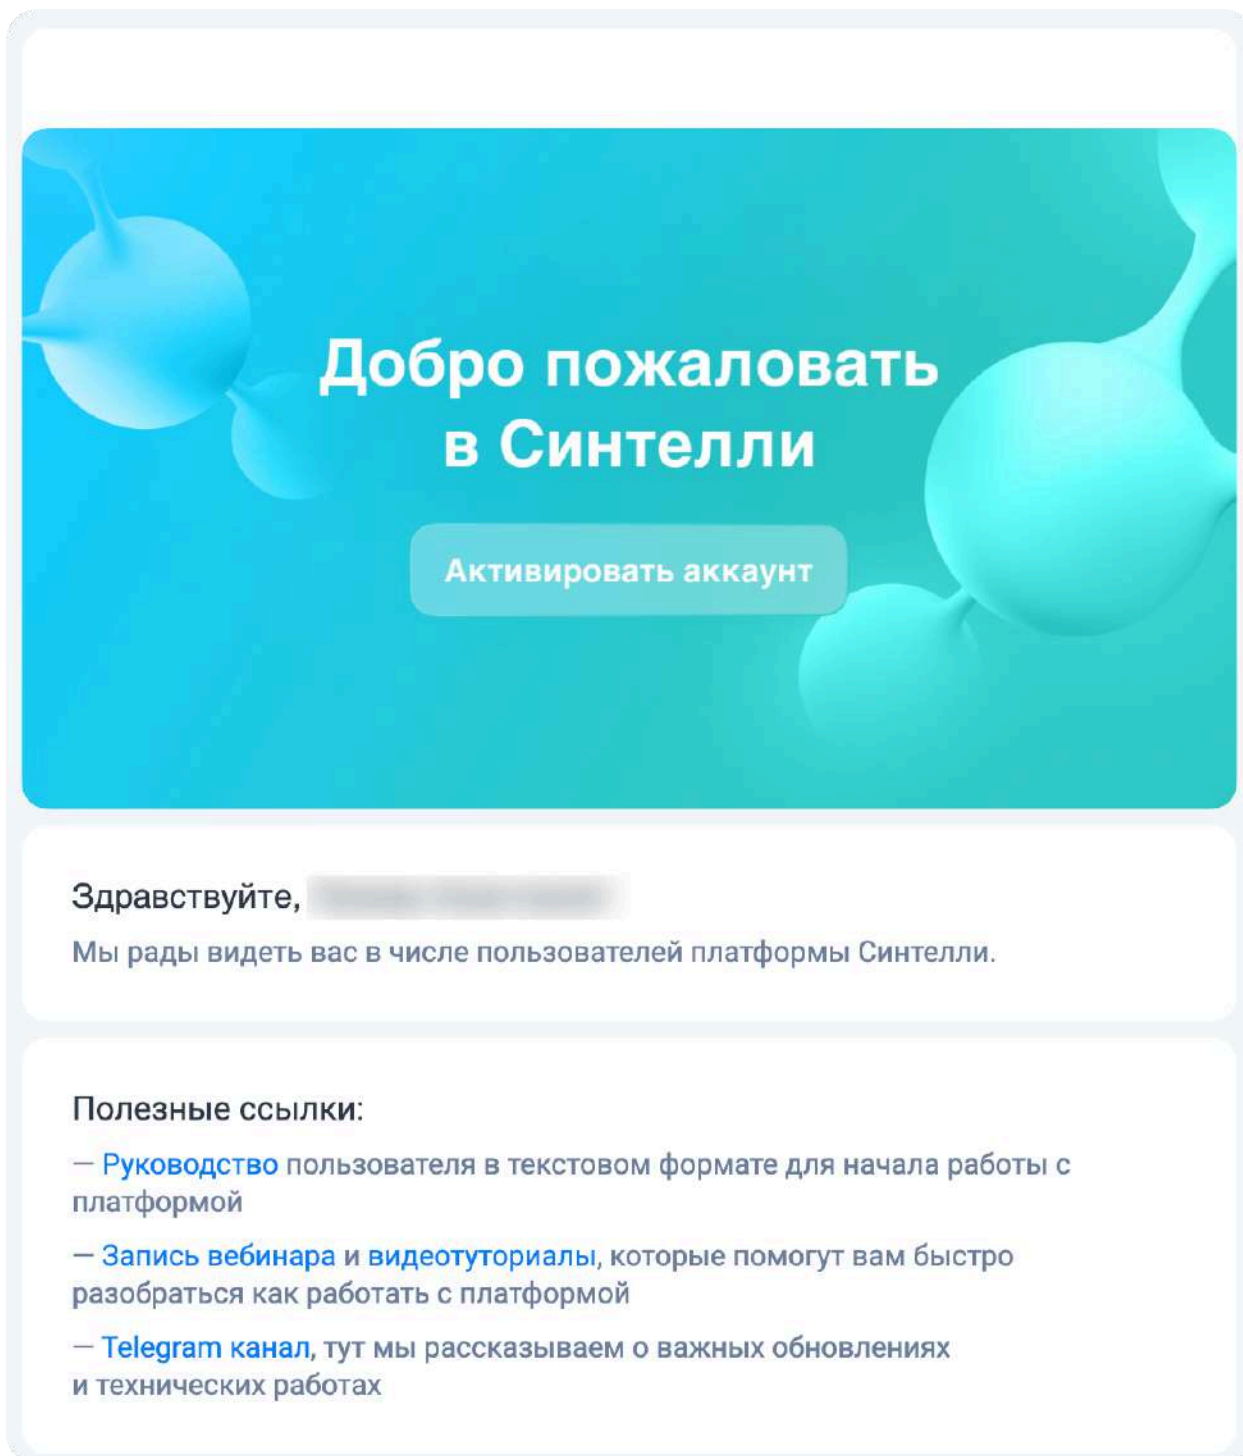 Добро пожаловать
в Синтелли
Активировать аккаунт
Здравствуйте,
Мы рады видеть вас в числе пользователей платформы Синтелли.
Полезные ссылки:
— Руководство пользователя в текстовом формате для начала работы с
платформой
— Запись вебинара и видеотуториалы, которые помогут вам быстро
разобраться как работать с платформой
— Telegram канал, тут мы рассказываем о важных обновлениях
и технических работах